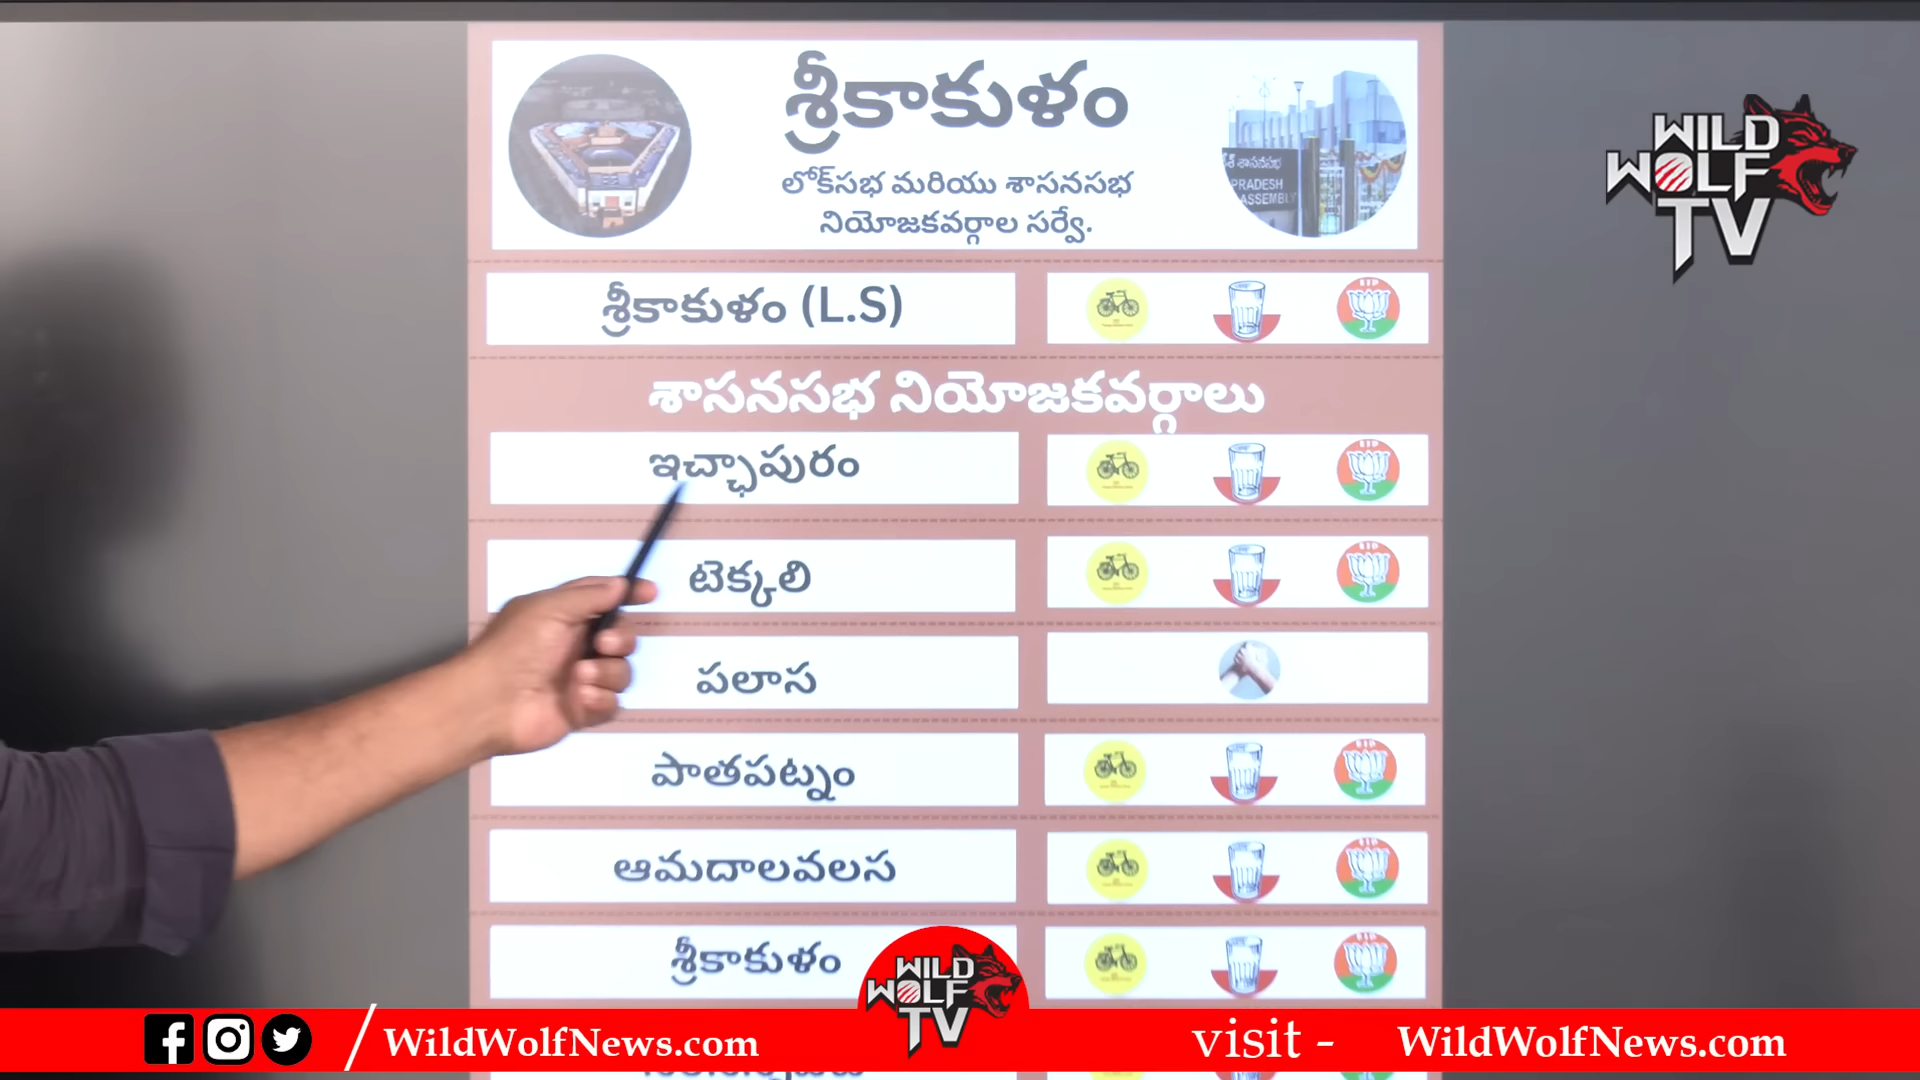 శ్రీకాకుళం
లోక్‌సభ మరియు శాసనసభ
నియోజకవర్గాల సర్వే.
శాసనసభ
PRADESH
ASSEMBLY
WILD
WOLF
TV
శ్రీకాకుళం (L.S)
శాసనసభ నియోజకవర్గాలు
ఇచ్ఛాపురం
టెక్కలి
పలాస
పాతపట్నం
ఆమదాలవలస
శ్రీకాకుళం
WILD
WOLF
TV
WildWolfNews.com
visit - WildWolfNews.com